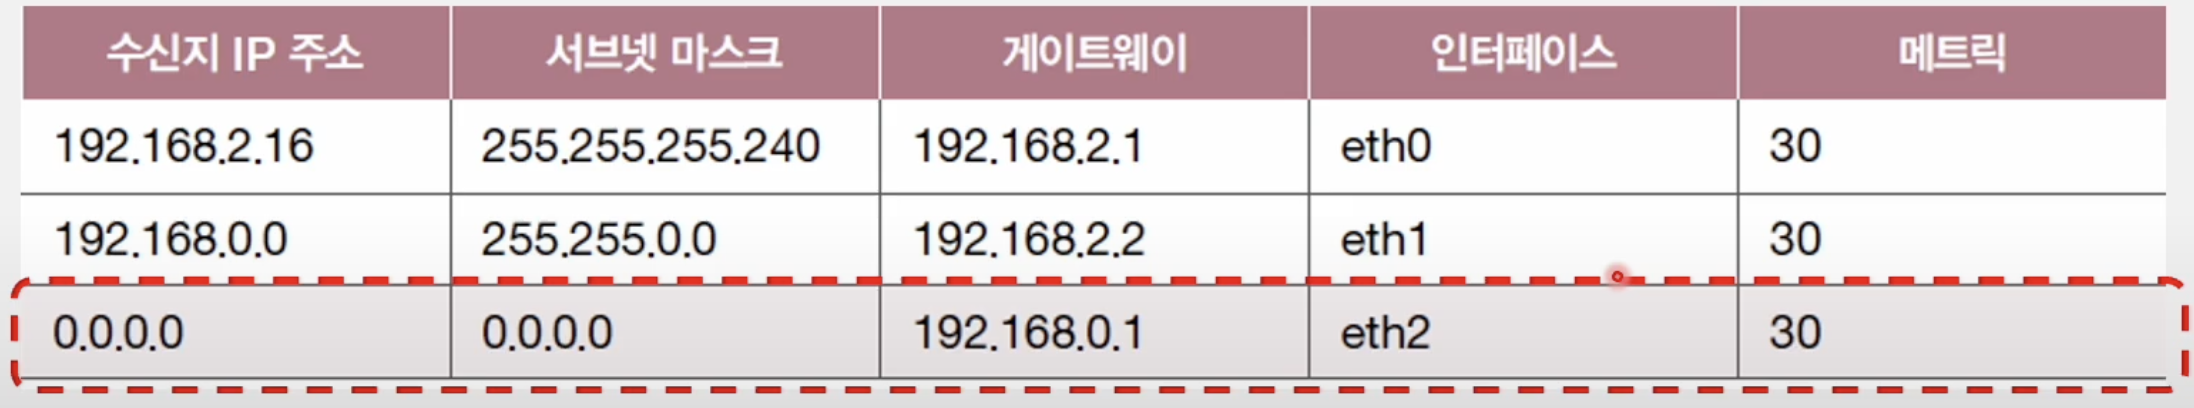 수신지 IP 주소 서브넷 마스크 게이트웨이 인터페이스 메트릭
192.168.2.16 255.255.255.240 192.168.2.1 eth0 30
192.168.0.0 255.255.0.0 192.168.2.2 eth1 30
0.0.0.0 0.0.0.0 192.168.0.1 eth2 30